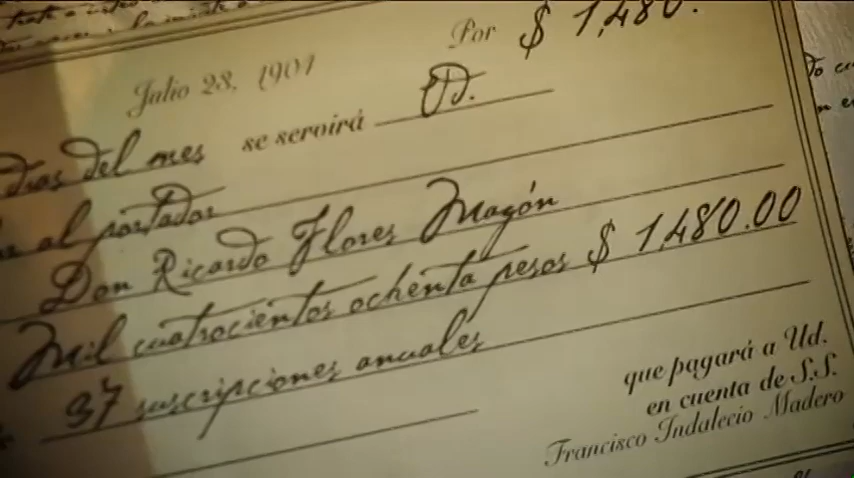 Por $ 1,480.
Julio 28, 1901
días del mes se servirá Ud.
al portador
Don Ricardo Flores Magón
Mil cuatrocientos ochenta pesos $ 1,480.00
37 suscripciones anuales
que pagará a Ud.
en cuenta de S.S.
Francisco Indalecio Madero